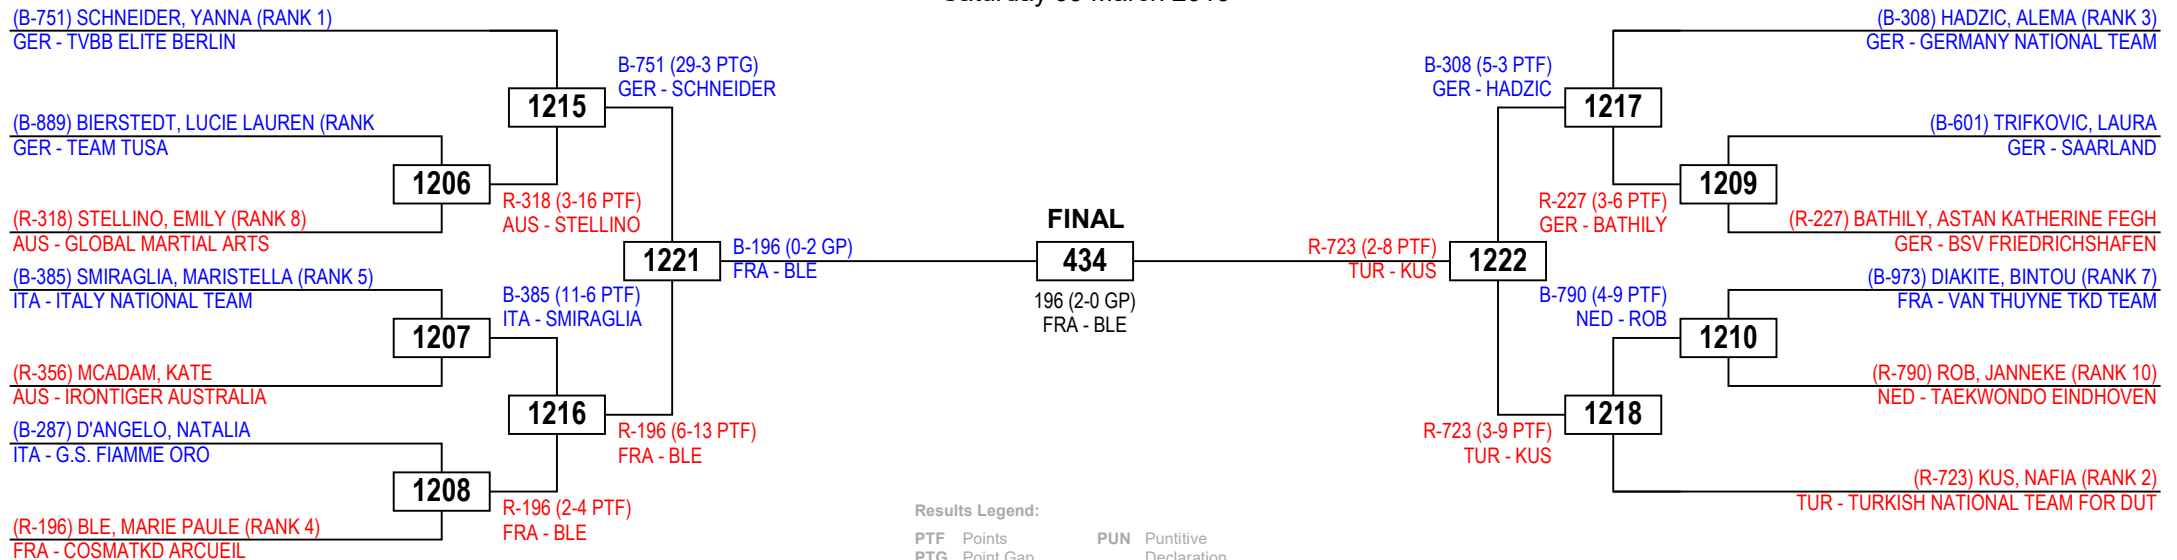 (B-751) SCHNEIDER, YANNA (RANK 1)
GER - TVBB ELITE BERLIN
(B-889) BIERSTEDT, LUCIE LAUREN (RANK
GER - TEAM TUSA
(R-318) STELLINO, EMILY (RANK 8)
AUS - GLOBAL MARTIAL ARTS
(B-385) SMIRAGLIA, MARISTELLA (RANK 5)
ITA - ITALY NATIONAL TEAM
(R-356) MCADAM, KATE
AUS - IRONTIGER AUSTRALIA
(B-287) D'ANGELO, NATALIA
ITA - G.S. FIAMME ORO
(R-196) BLE, MARIE PAULE (RANK 4)
FRA - COSMATKD ARCUEIL
1206
1207
1208
R-318 (3-16 PTF)
AUS - STELLINO
B-385 (11-6 PTF)
ITA - SMIRAGLIA
R-196 (2-4 PTF)
FRA - BLE
1215
1216
B-751 (29-3 PTG)
GER - SCHNEIDER
R-196 (6-13 PTF)
FRA - BLE
1221
B-196 (0-2 GP)
FRA - BLE
FINAL
434
196 (2-0 GP)
FRA - BLE
R-723 (2-8 PTF)
TUR - KUS
1222
B-308 (5-3 PTF)
GER - HADZIC
R-723 (3-9 PTF)
TUR - KUS
1217
1218
R-227 (3-6 PTF)
GER - BATHILY
B-790 (4-9 PTF)
NED - ROB
1209
1210
(B-308) HADZIC, ALEMA (RANK 3)
GER - GERMANY NATIONAL TEAM
(B-601) TRIFKOVIC, LAURA
GER - SAARLAND
(R-227) BATHILY, ASTAN KATHERINE FEGH
GER - BSV FRIEDRICHSHAFEN
(B-973) DIAKITE, BINTOU (RANK 7)
FRA - VAN THUYNE TKD TEAM
(R-790) ROB, JANNEKE (RANK 10)
NED - TAEKWONDO EINDHOVEN
(R-723) KUS, NAFIA (RANK 2)
TUR - TURKISH NATIONAL TEAM FOR DUT
Results Legend:
PTF Points PUN Puntitive
PTG Point Gap Declaration